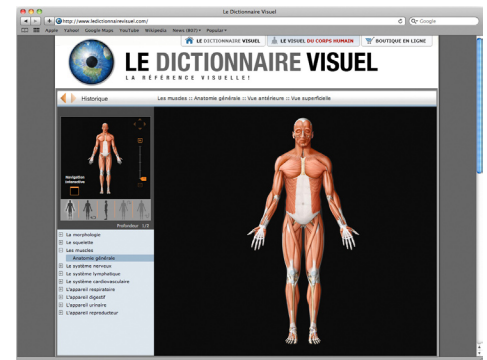 Le Dictionnaire Visuel
http://www.ledictionnairevisuel.com/
Google
Apple Yahoo! Google Maps YouTube Wikipedia News (807) Popular
LE DICTIONNAIRE VISUEL
LE VISUEL DU CORPS HUMAIN
BOUTIQUE EN LIGNE
LE DICTIONNAIRE VISUEL
LA RÉFÉRENCE VISUELLE!
Historique
Les muscles :: Anatomie générale :: Vue antérieure :: Vue superficielle
Navigation
interactive
Profondeur 1/2
La morphologie
Le squelette
Les muscles
Anatomie générale
Le système nerveux
Le système lymphatique
Le système cardiovasculaire
L'appareil respiratoire
L'appareil digestif
L'appareil urinaire
L'appareil reproducteur